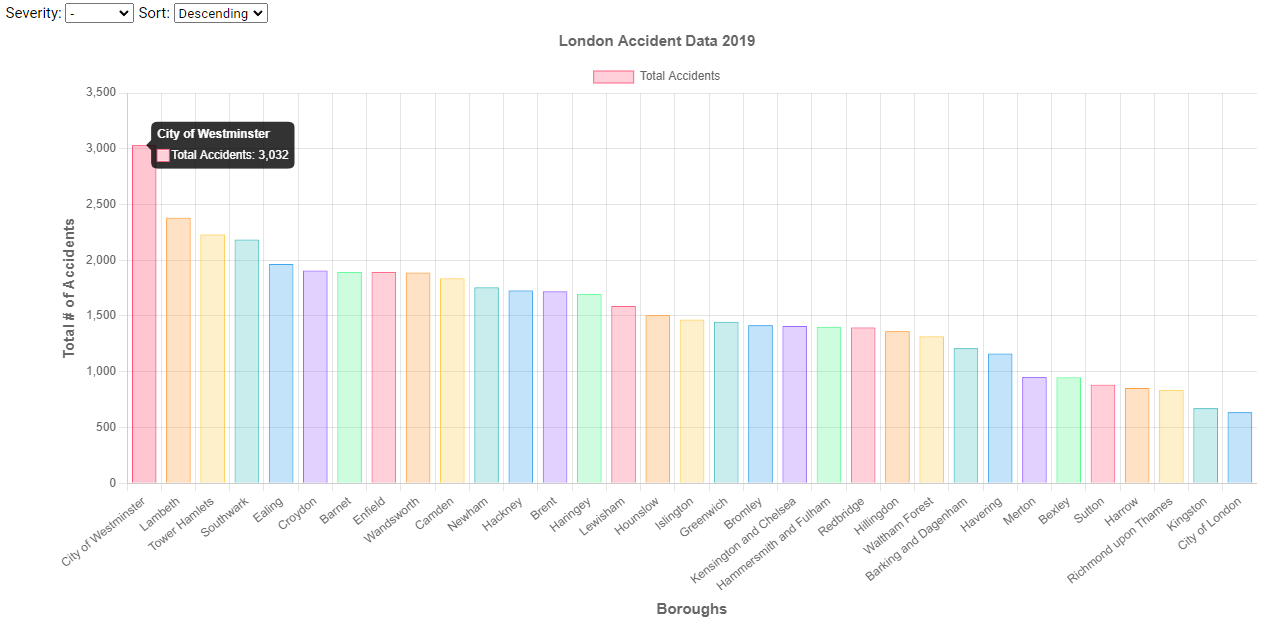 Severity: - Sort: Descending
London Accident Data 2019
Total Accidents
3,500
3,000
2,500
2,000
1,500
1,000
500
0
Total # of Accidents
City of Westminster
Total Accidents: 3,032
City of Westminster
Lambeth
Tower Hamlets
Southwark
Ealing
Croydon
Barnet
Enfield
Wandsworth
Camden
Newham
Hackney
Brent
Haringey
Lewisham
Hounslow
Islington
Greenwich
Bromley
Kensington and Chelsea
Hammersmith and Fulham
Redbridge
Hillingdon
Waltham Forest
Barking and Dagenham
Havering
Merton
Bexley
Sutton
Harrow
Richmond upon Thames
Kingston
City of London
Boroughs